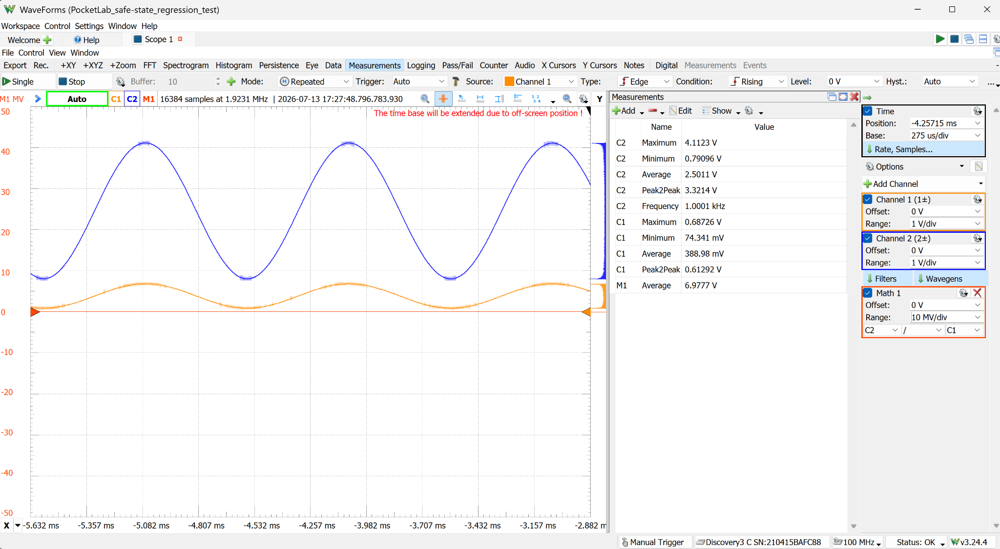 WaveForms (PocketLab_safe-state_regression_test)
Workspace Control Settings Window Help
Welcome Help Scope 1
File Control View Window
Export Rec. +XY +XYZ +Zoom FFT Spectrogram Histogram Persistence Eye Data Measurements Logging Pass/Fail Counter Audio X Cursors Y Cursors Notes Digital Measurements Events
Single Stop Buffer: 10 Mode: Repeated Trigger: Auto Source: Channel 1 Type: Edge Condition: Rising Level: 0 V Hyst.: Auto ...
M1 MV Auto C1 C2 M1 16384 samples at 1.9231 MHz | 2026-07-13 17:27:48.796.783.930 Y
The time base will be extended due to off-screen position !
50
40
30
20
10
0
-10
-20
-30
-40
-50
X -5.632 ms -5.357 ms -5.082 ms -4.807 ms -4.532 ms -4.257 ms -3.982 ms -3.707 ms -3.432 ms -3.157 ms -2.882 m
Measurements
Add Edit Show
Name Value
C2 Maximum 4.1123 V
C2 Minimum 0.79096 V
C2 Average 2.5011 V
C2 Peak2Peak 3.3214 V
C2 Frequency 1.0001 kHz
C1 Maximum 0.68726 V
C1 Minimum 74.341 mV
C1 Average 388.98 mV
C1 Peak2Peak 0.61292 V
M1 Average 6.9777 V
Time
Position: -4.25715 ms
Base: 275 us/div
Rate, Samples...
Options
Add Channel
Channel 1 (1±)
Offset: 0 V
Range: 1 V/div
Channel 2 (2±)
Offset: 0 V
Range: 1 V/div
Filters Wavegens
Math 1
Offset: 0 V
Range: 10 MV/div
C2 / C1
Manual Trigger Discovery3 C SN:210415BAFC88 100 MHz Status: OK v3.24.4